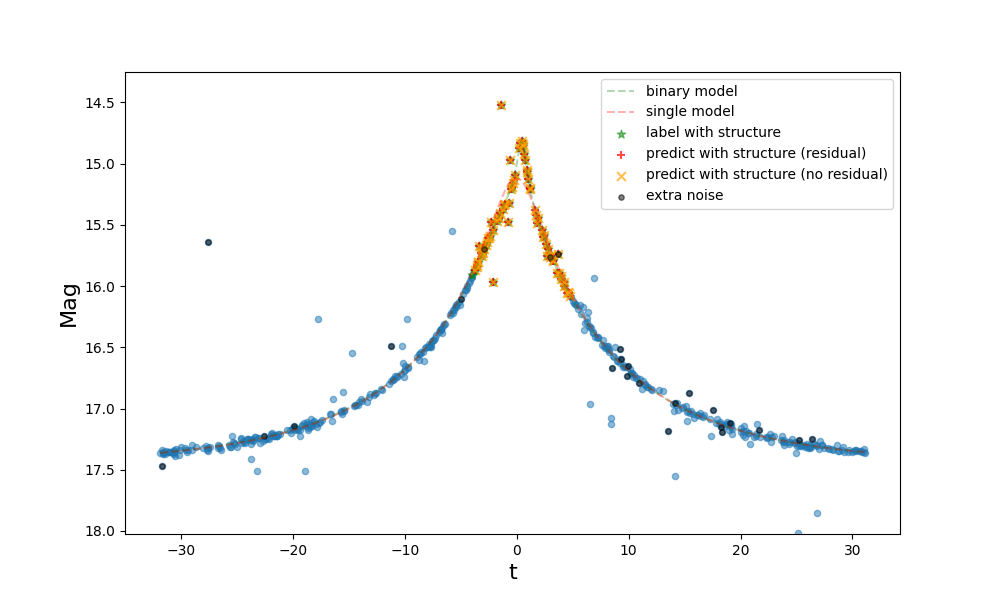 14.5
15.0
15.5
16.0
16.5
17.0
17.5
18.0
Mag
binary model
single model
label with structure
predict with structure (residual)
predict with structure (no residual)
extra noise
−30
−20
−10
0
10
20
30
t